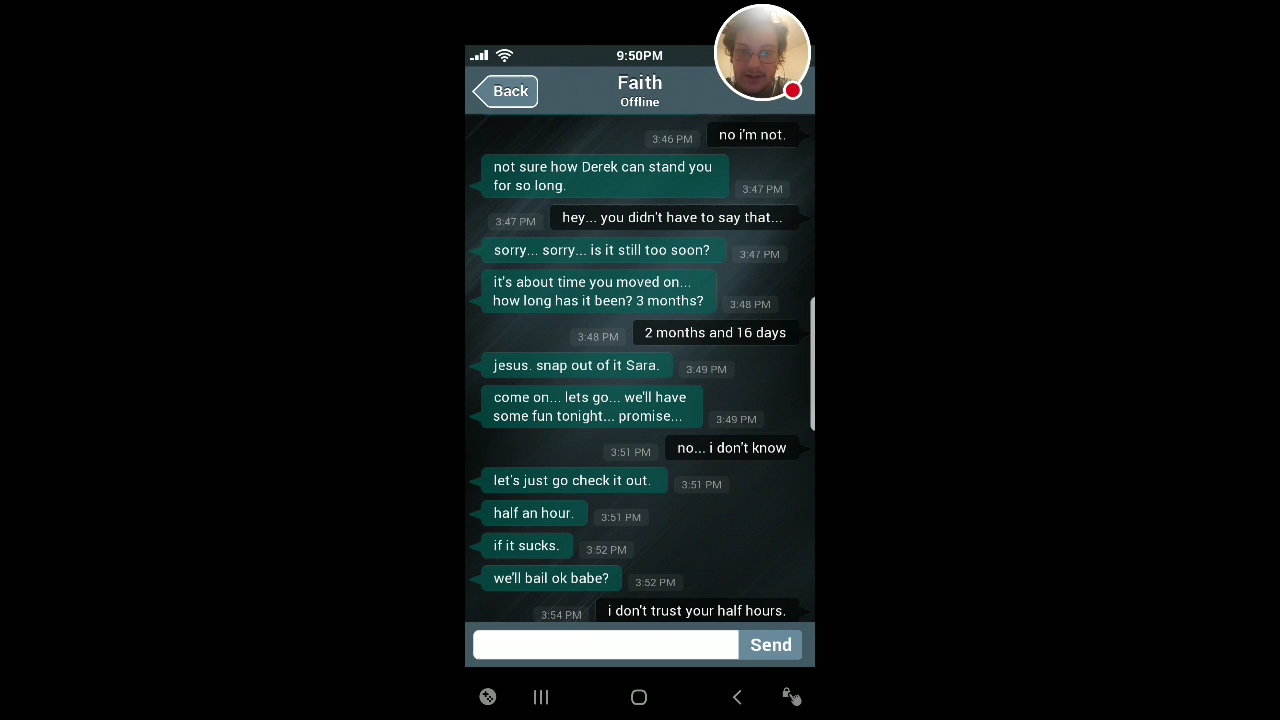 9:50PM
Back
Faith
Offline
3:46 PM
no i'm not.
not sure how Derek can stand you
for so long.
3:47 PM
3:47 PM
hey... you didn't have to say that...
sorry... sorry... is it still too soon?
3:47 PM
it's about time you moved on...
how long has it been? 3 months?
3:48 PM
3:48 PM
2 months and 16 days
jesus. snap out of it Sara.
3:49 PM
come on... lets go... we'll have
some fun tonight... promise...
3:49 PM
3:51 PM
no... i don't know
let's just go check it out.
3:51 PM
half an hour.
3:51 PM
if it sucks.
3:52 PM
we'll bail ok babe?
3:52 PM
3:54 PM
i don't trust your half hours.
Send